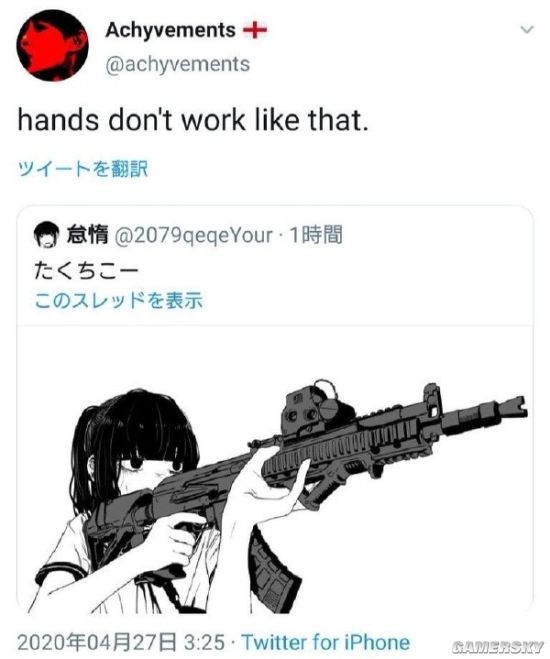 Achyvements
@achyvements
hands don't work like that.
ツイートを翻訳
怠惰 @2079qeqeYour · 1時間
たくちこー
このスレッドを表示
2020年04月27日 3:25 · Twitter for iPhone
GAMERSKY